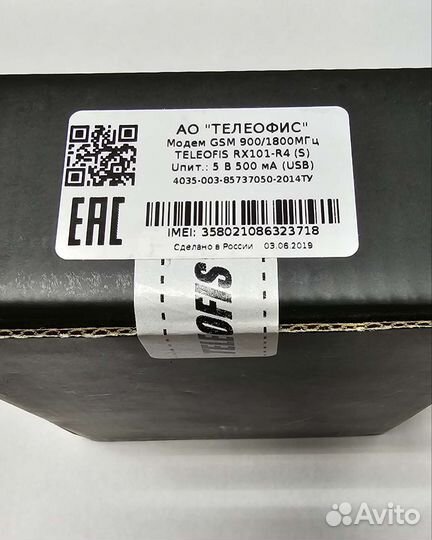 АО "ТЕЛЕОФИС"
Модем GSM 900/1800МГц
TELEOFIS RX101-R4 (S)
Uпит.: 5 В 500 мА (USB)
4035-003-85737050-2014ТУ
EAC
IMEI: 358021086323718
Сделано в России 03.06.2019
TELEOFIS
Avito